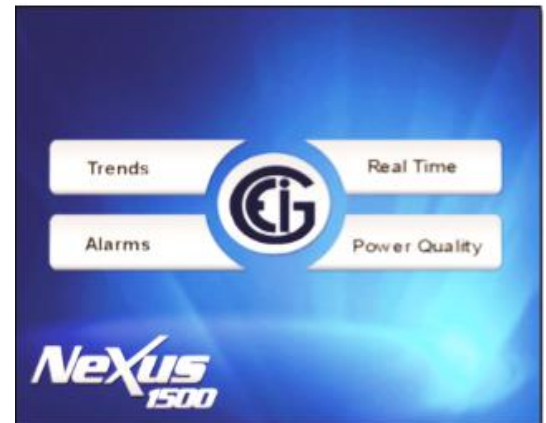 Trends
Real Time
EIG
Alarms
Power Quality
NeXus
1500